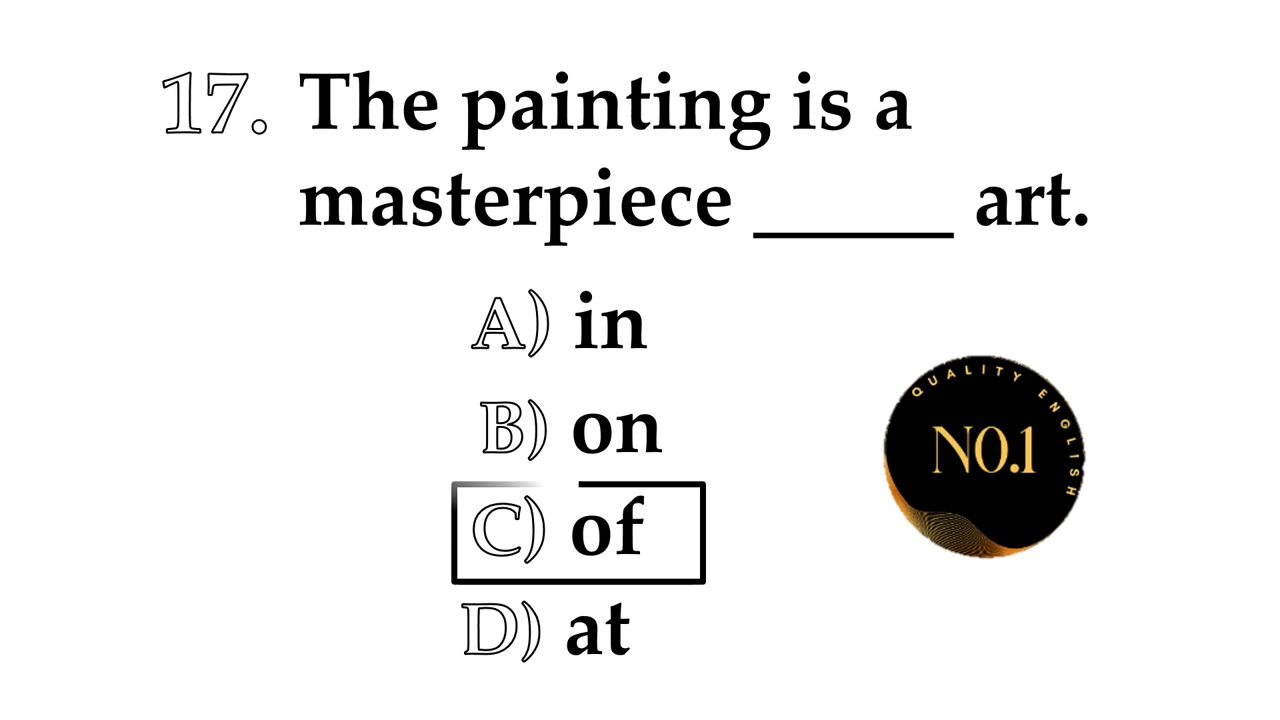 17. The painting is a
masterpiece ______ art.
A) in
B) on
C) of
D) at
QUALITY ENGLISH
NO.1